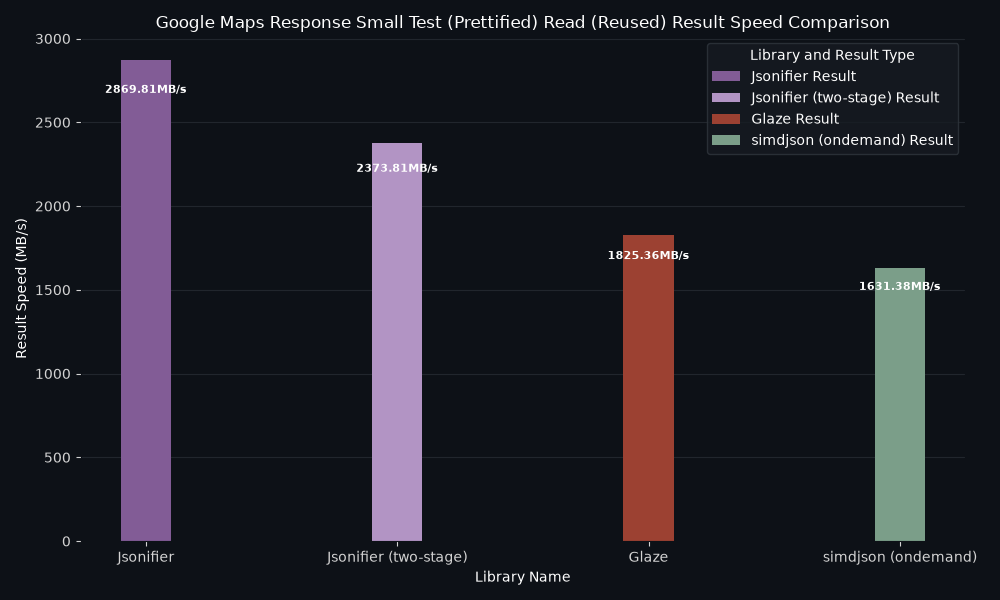 Google Maps Response Small Test (Prettified) Read (Reused) Result Speed Comparison
Library and Result Type
Jsonifier Result
Jsonifier (two-stage) Result
Glaze Result
simdjson (ondemand) Result
Result Speed (MB/s)
3000
2500
2000
1500
1000
500
0
2869.81MB/s
2373.81MB/s
1825.36MB/s
1631.38MB/s
Jsonifier
Jsonifier (two-stage)
Glaze
simdjson (ondemand)
Library Name